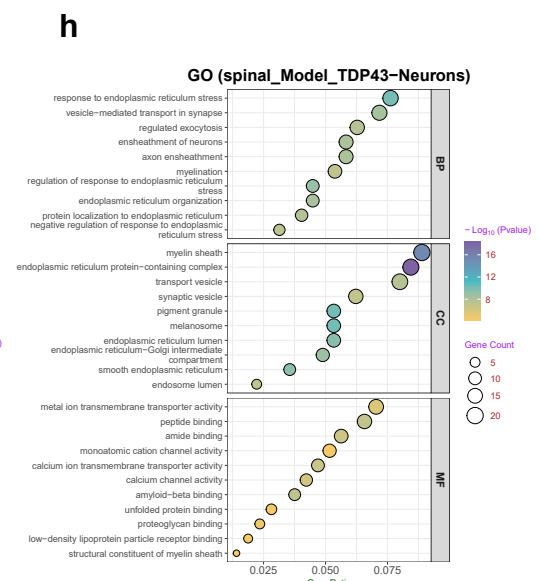 h
GO (spinal_Model_TDP43−Neurons)
response to endoplasmic reticulum stress
vesicle−mediated transport in synapse
regulated exocytosis
ensheathment of neurons
axon ensheathment
myelination
regulation of response to endoplasmic reticulum
stress
endoplasmic reticulum organization
protein localization to endoplasmic reticulum
negative regulation of response to endoplasmic
reticulum stress
BP
myelin sheath
endoplasmic reticulum protein−containing complex
transport vesicle
synaptic vesicle
pigment granule
melanosome
endoplasmic reticulum lumen
endoplasmic reticulum−Golgi intermediate
compartment
smooth endoplasmic reticulum
endosome lumen
CC
metal ion transmembrane transporter activity
peptide binding
amide binding
monoatomic cation channel activity
calcium ion transmembrane transporter activity
calcium channel activity
amyloid−beta binding
unfolded protein binding
proteoglycan binding
low−density lipoprotein particle receptor binding
structural constituent of myelin sheath
MF
0.025 0.050 0.075
− Log₁₀ (Pvalue)
16
12
8
Gene Count
5
10
15
20
)